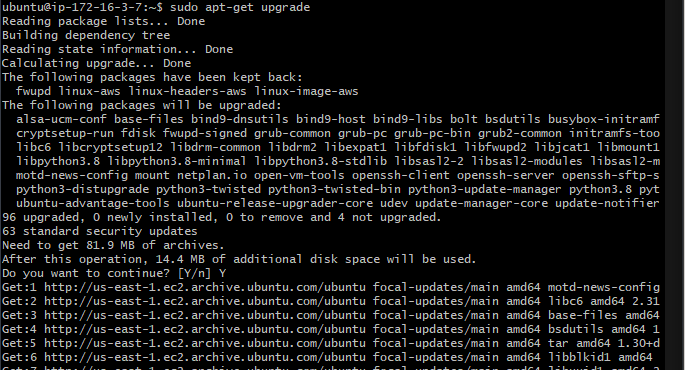 ubuntu@ip-172-16-3-7:~$ sudo apt-get upgrade
Reading package lists... Done
Building dependency tree
Reading state information... Done
Calculating upgrade... Done
The following packages have been kept back:
fwupd linux-aws linux-headers-aws linux-image-aws
The following packages will be upgraded:
alsa-ucm-conf base-files bind9-dnsutils bind9-host bind9-libs bolt bsdutils busybox-initramf
cryptsetup-run fdisk fwupd-signed grub-common grub-pc grub-pc-bin grub2-common initramfs-too
libc6 libcryptsetup12 libdrm-common libdrm2 libexpat1 libfdisk1 libfwupd2 libjcat1 libmount1
libpython3.8 libpython3.8-minimal libpython3.8-stdlib libsasl2-2 libsasl2-modules libsasl2-m
motd-news-config mount netplan.io open-vm-tools openssh-client openssh-server openssh-sftp-s
python3-distupgrade python3-twisted python3-twisted-bin python3-update-manager python3.8 pyt
ubuntu-advantage-tools ubuntu-release-upgrader-core udev update-manager-core update-notifier
96 upgraded, 0 newly installed, 0 to remove and 4 not upgraded.
63 standard security updates
Need to get 81.9 MB of archives.
After this operation, 14.4 MB of additional disk space will be used.
Do you want to continue? [Y/n] Y
Get:1 http://us-east-1.ec2.archive.ubuntu.com/ubuntu focal-updates/main amd64 motd-news-config
Get:2 http://us-east-1.ec2.archive.ubuntu.com/ubuntu focal-updates/main amd64 libc6 amd64 2.31
Get:3 http://us-east-1.ec2.archive.ubuntu.com/ubuntu focal-updates/main amd64 base-files amd64
Get:4 http://us-east-1.ec2.archive.ubuntu.com/ubuntu focal-updates/main amd64 bsdutils amd64 1
Get:5 http://us-east-1.ec2.archive.ubuntu.com/ubuntu focal-updates/main amd64 tar amd64 1.30+d
Get:6 http://us-east-1.ec2.archive.ubuntu.com/ubuntu focal-updates/main amd64 libblkid1 amd64